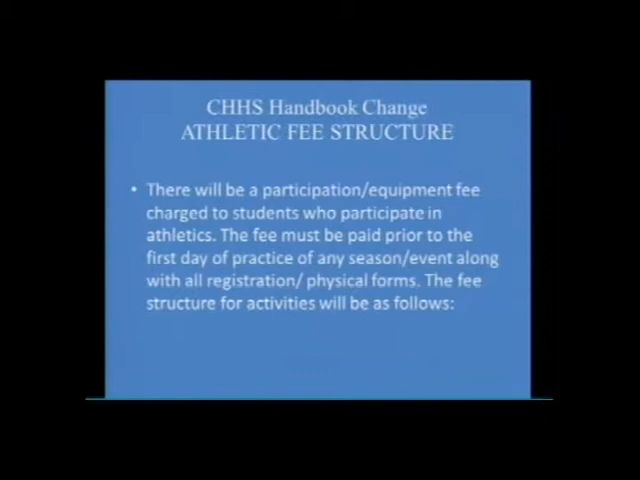 CHHS Handbook Change
ATHLETIC FEE STRUCTURE
• There will be a participation/equipment fee
charged to students who participate in
athletics. The fee must be paid prior to the
first day of practice of any season/event along
with all registration/ physical forms. The fee
structure for activities will be as follows: